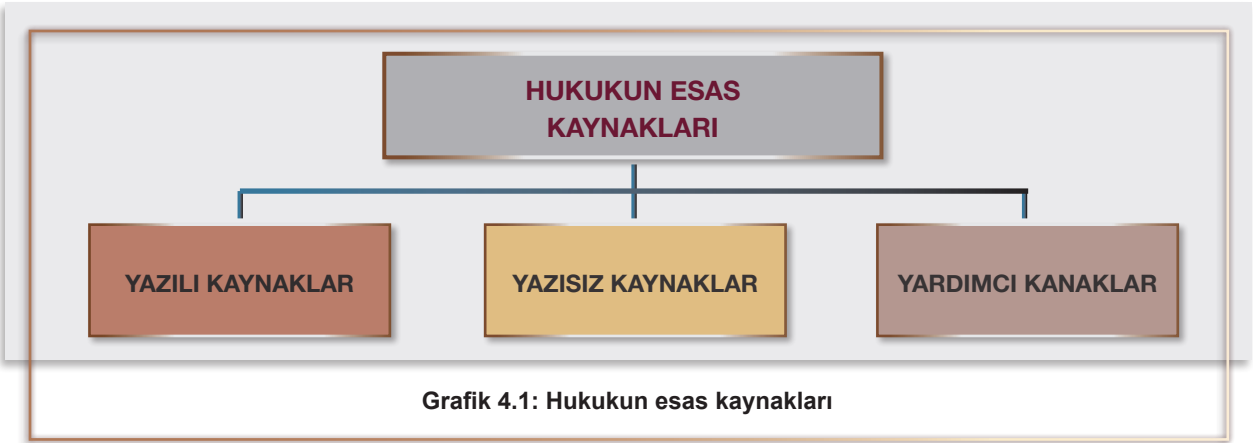 HUKUKUN ESAS
KAYNAKLARI
YAZILI KAYNAKLAR
YAZISIZ KAYNAKLAR
YARDIMCI KANAKLAR
Grafik 4.1: Hukukun esas kaynakları